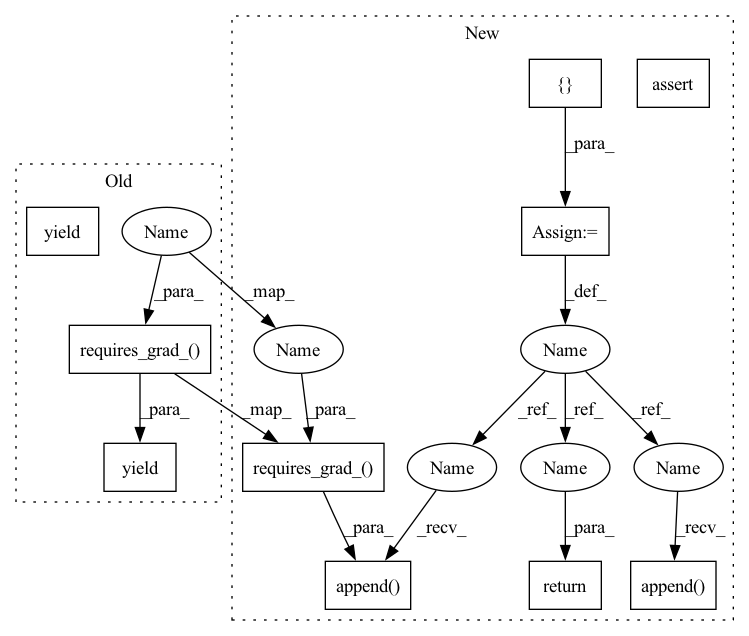 New
{}
assert
_para_
Old
yield
Name
Assign:=
_para_
_map_
_def_
requires_grad_()
Name
Name
_para_
_map_
_para_
_ref_
_ref_
_ref_
yield
requires_grad_()
Name
Name
Name
_para_
_recv_
_para_
_recv_
append()
return
append()